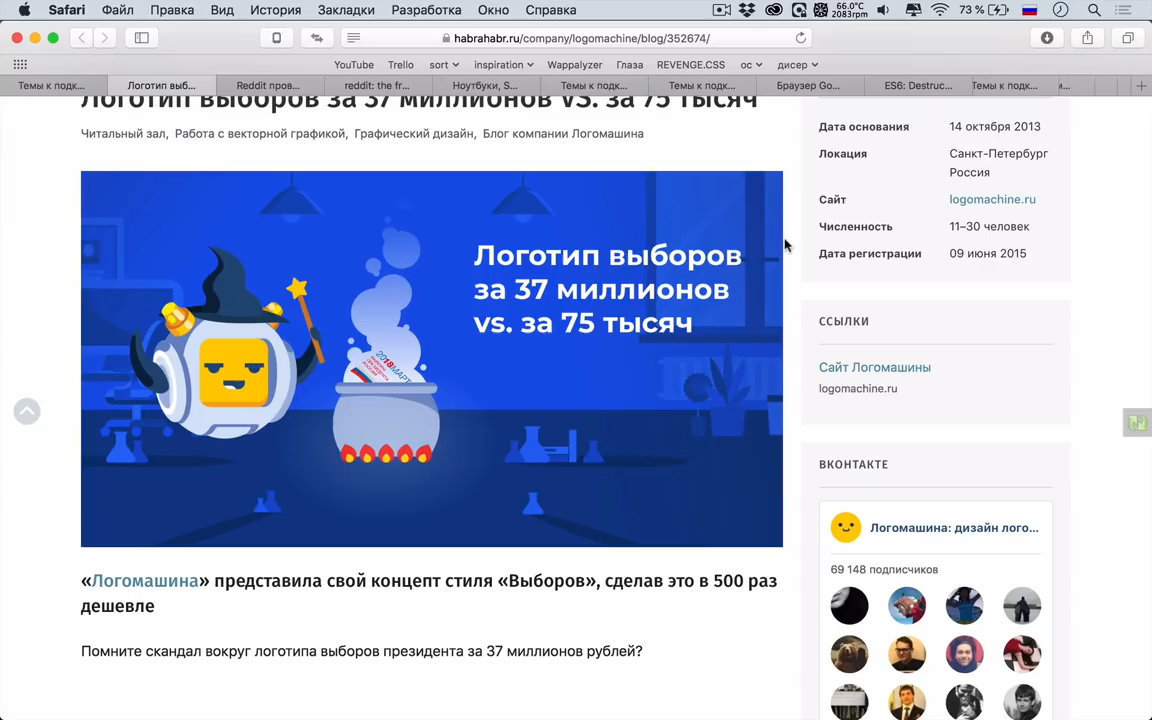 Safari Файл Правка Вид История Закладки Разработка Окно Справка
66.0°C
2083rpm
73 %
habrahabr.ru/company/logomachine/blog/352674/
YouTube Trello sort inspiration Wappalyzer Глаза REVENGE.CSS ос дисер
Темы к подк... Логотип выб... Reddit пров... reddit: the fr... Ноутбуки, S... Темы к подк... Темы к подк... Браузер Go... ES6: Destruc... Темы к подк... и...
Логотип выборов за 37 миллионов VS. за 75 тысяч
Читальный зал, Работа с векторной графикой, Графический дизайн, Блог компании Логомашина
Логотип выборов
за 37 миллионов
vs. за 75 тысяч
2018МАРТ
«Логомашина» представила свой концепт стиля «Выборов», сделав это в 500 раз
дешевле
Помните скандал вокруг логотипа выборов президента за 37 миллионов рублей?
Дата основания 14 октября 2013
Локация Санкт-Петербург
Россия
Сайт logomachine.ru
Численность 11–30 человек
Дата регистрации 09 июня 2015
ССЫЛКИ
Сайт Логомашины
logomachine.ru
ВКОНТАКТЕ
Логомашина: дизайн лого...
69 148 подписчиков